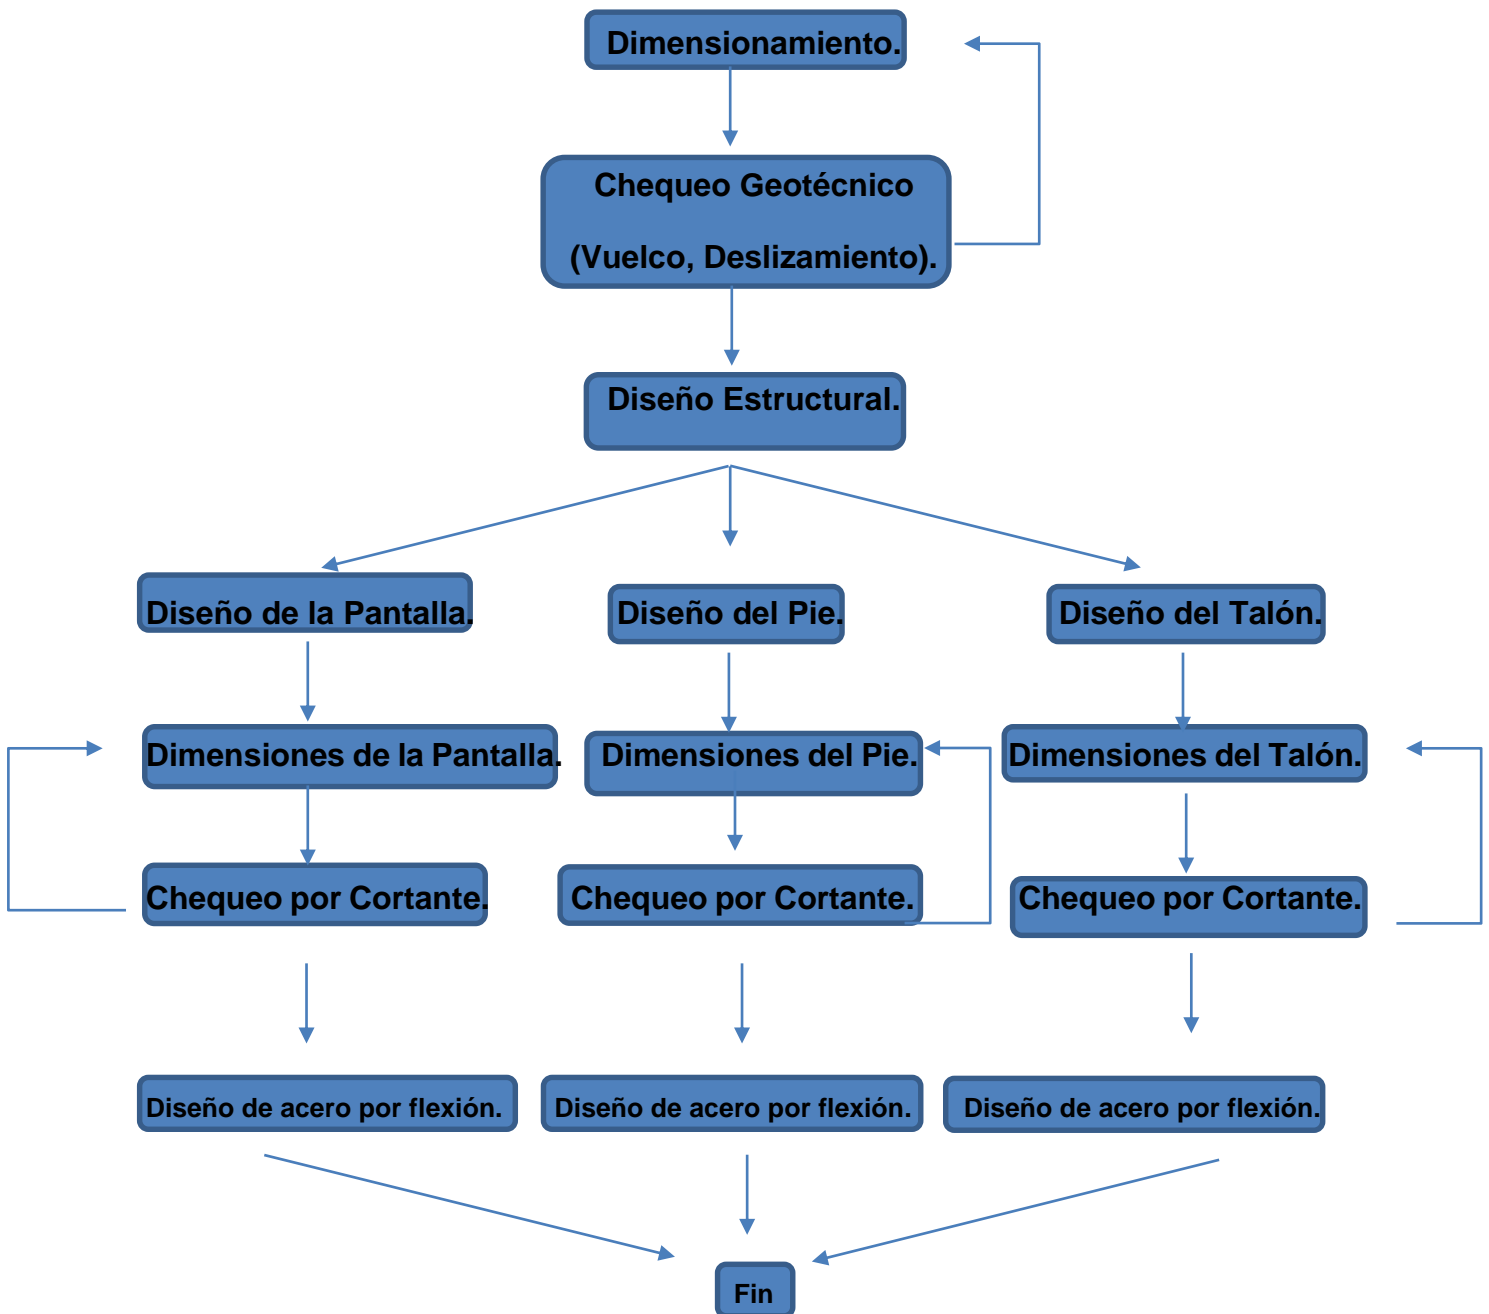 Dimensionamiento.
Chequeo Geotécnico
(Vuelco, Deslizamiento).
Diseño Estructural.
Diseño de la Pantalla.
Diseño del Pie.
Diseño del Talón.
Dimensiones de la Pantalla.
Dimensiones del Pie.
Dimensiones del Talón.
Chequeo por Cortante.
Chequeo por Cortante.
Chequeo por Cortante.
Diseño de acero por flexión.
Diseño de acero por flexión.
Diseño de acero por flexión.
Fin